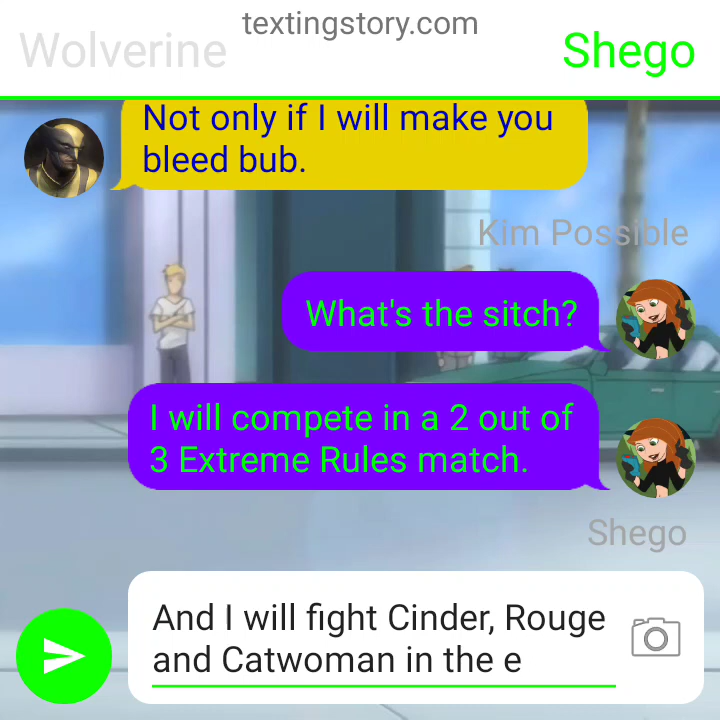 textingstory.com
Wolverine
Shego
Not only if I will make you
bleed bub.
Kim Possible
What's the sitch?
I will compete in a 2 out of
3 Extreme Rules match.
Shego
And I will fight Cinder, Rouge
and Catwoman in the e